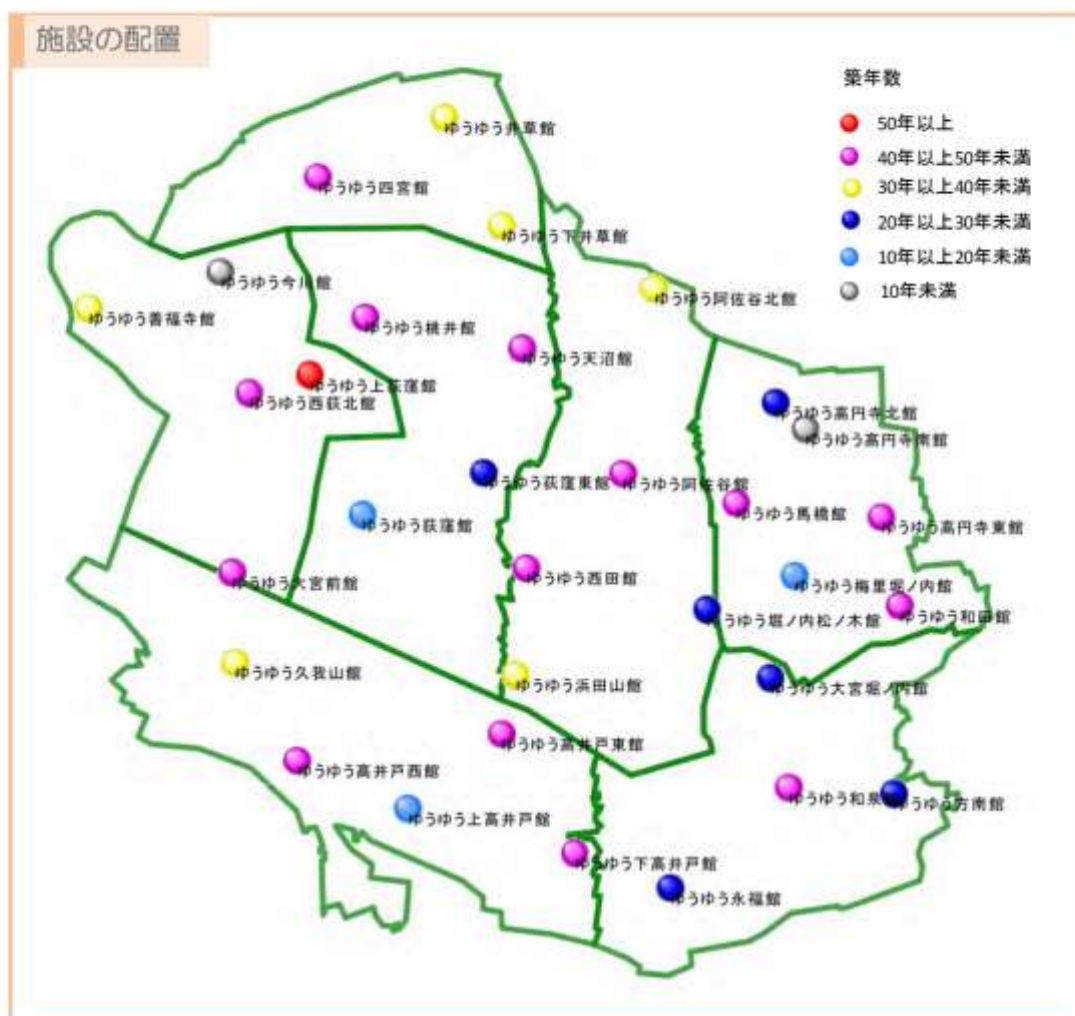 施設の配置
築年数
50年以上
40年以上50年未満
30年以上40年未満
20年以上30年未満
10年以上20年未満
10年未満
ゆうゆう井草館
ゆうゆう四宮館
ゆうゆう下井草館
ゆうゆう今川館
ゆうゆう阿佐谷北館
ゆうゆう善福寺館
ゆうゆう桃井館
ゆうゆう天沼館
ゆうゆう上荻窪館
ゆうゆう西荻北館
ゆうゆう高円寺北館
ゆうゆう高円寺南館
ゆうゆう荻窪東館
ゆうゆう阿佐谷館
ゆうゆう馬橋館
ゆうゆう高円寺東館
ゆうゆう荻窪館
ゆうゆう大宮前館
ゆうゆう西田館
ゆうゆう梅里堀ノ内館
ゆうゆう堀ノ内松ノ木館
ゆうゆう和田館
ゆうゆう久我山館
ゆうゆう浜田山館
ゆうゆう大宮堀ノ内館
ゆうゆう高井戸東館
ゆうゆう高井戸西館
ゆうゆう和泉館
ゆうゆう方南館
ゆうゆう上高井戸館
ゆうゆう下高井戸館
ゆうゆう永福館